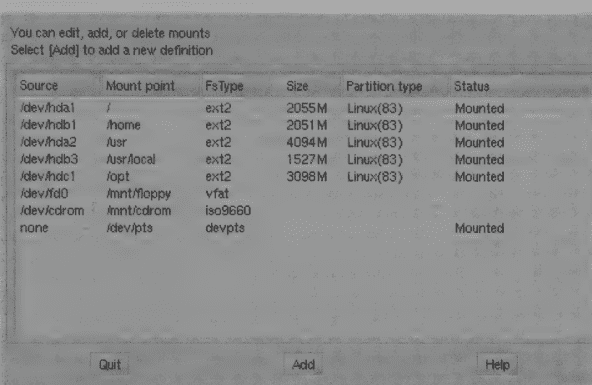 You can edit, add, or delete mounts
Select [Add] to add a new definition
Source Mount point FsType Size Partition type Status
/dev/hda1 / ext2 2055M Linux(83) Mounted
/dev/hdb1 /home ext2 2051M Linux(83) Mounted
/dev/hda2 /usr ext2 4094M Linux(83) Mounted
/dev/hdb3 /usr/local ext2 1527M Linux(83) Mounted
/dev/hdc1 /opt ext2 3098M Linux(83) Mounted
/dev/fd0 /mnt/floppy vfat
/dev/cdrom /mnt/cdrom iso9660
none /dev/pts devpts Mounted
Quit Add Help